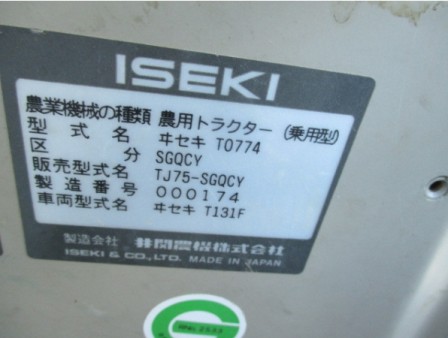 ISEKI
農業機械の種類 農用トラクター(乗用型)
型式名 ヰセキ T0774
区分 SGQCY
販売型式名 TJ75-SGQCY
製造番号 000174
車両型式名 ヰセキ T131F
製造会社 井関農機株式会社
ISEKI & CO.,LTD. MADE IN JAPAN